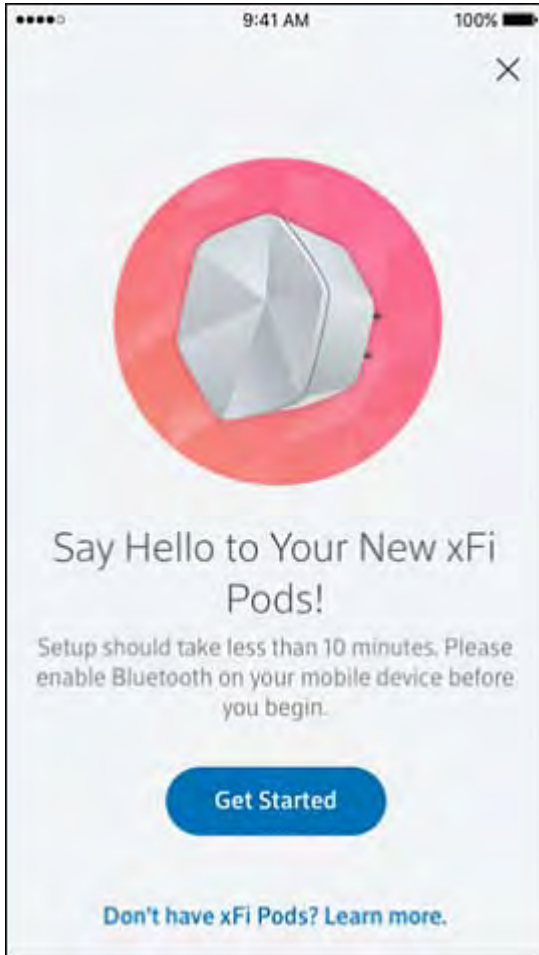 9:41 AM
100%
Say Hello to Your New xFi
Pods!
Setup should take less than 10 minutes. Please
enable Bluetooth on your mobile device before
you begin.
Get Started
Don't have xFi Pods? Learn more.